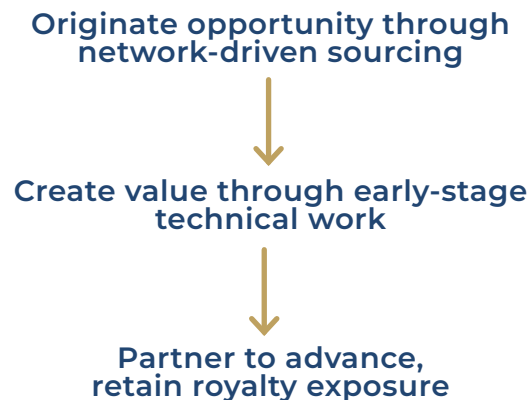 Originate opportunity through
network-driven sourcing
Create value through early-stage
technical work
Partner to advance,
retain royalty exposure